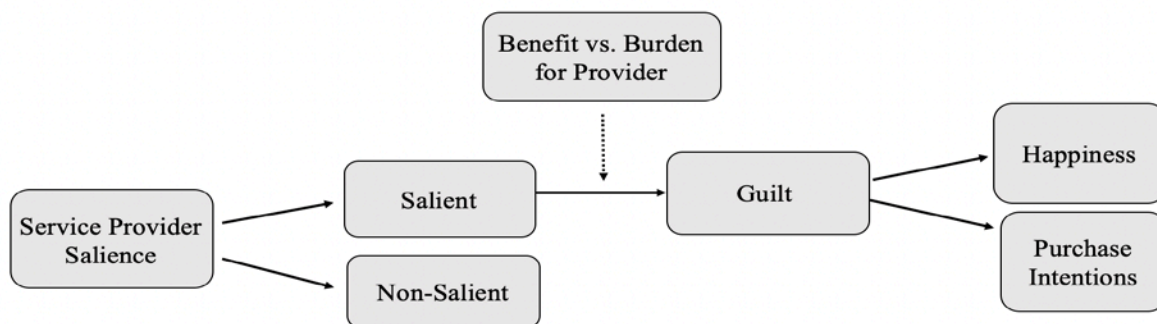 Benefit vs. Burden
for Provider
Service Provider
Salience
Salient
Non-Salient
Guilt
Happiness
Purchase
Intentions